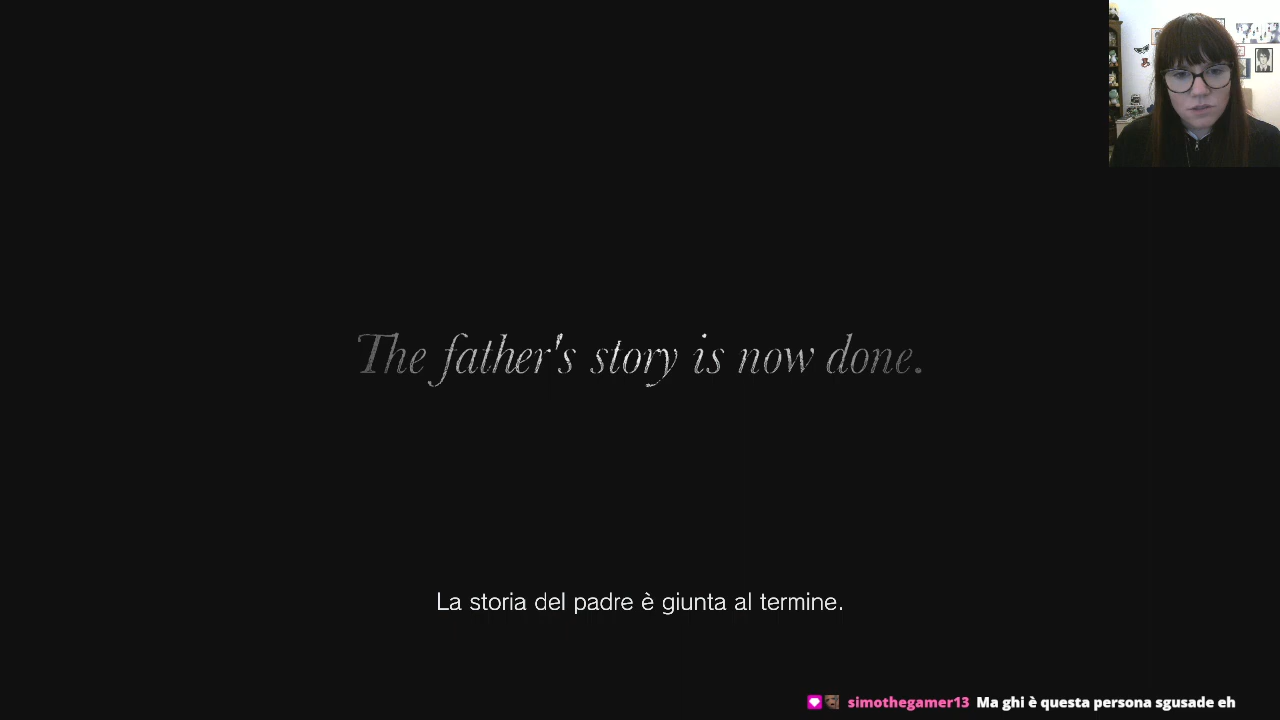 The father's story is now done.
La storia del padre è giunta al termine.
simothegamer13 Ma ghi è questa persona sgusade eh